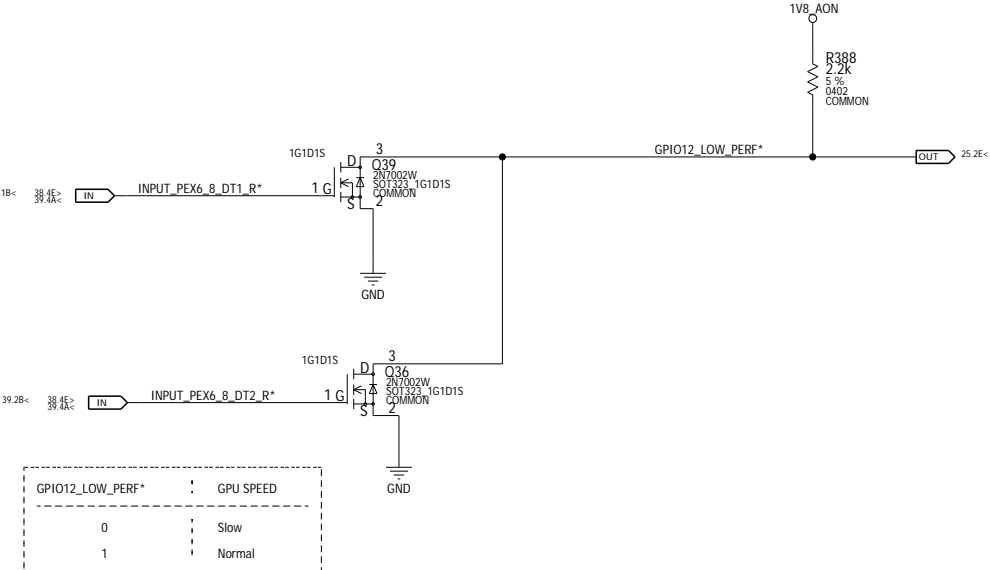 1V8_AON
R388
2.2k
5 %
0402
COMMON
1G1D1S
3
D
Q39
2N7002W
SOT323_1G1D1S
COMMON
1 G
S
2
GND
GPIO12_LOW_PERF*
OUT
25.2E<
1B<
38.4E>
39.4A<
IN
INPUT_PEX6_8_DT1_R*
1G1D1S
3
D
Q36
2N7002W
SOT323_1G1D1S
COMMON
1 G
S
2
GND
39.2B<
38.4E>
39.4A<
IN
INPUT_PEX6_8_DT2_R*
GPIO12_LOW_PERF* : GPU SPEED
0 Slow
1 Normal